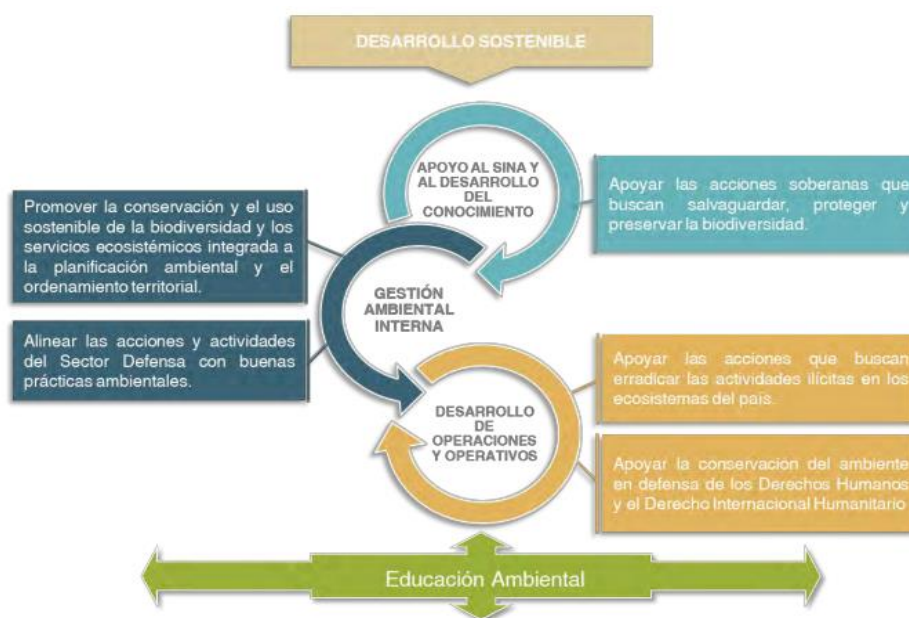 DESARROLLO SOSTENIBLE
APOYO AL SINA Y
AL DESARROLLO
DEL
CONOCIMIENTO
Apoyar las acciones soberanas que
buscan salvaguardar, proteger y
preservar la biodiversidad.
Promover la conservación y el uso
sostenible de la biodiversidad y los
servicios ecosistémicos integrada a
la planificación ambiental y el
ordenamiento territorial.
GESTIÓN
AMBIENTAL
INTERNA
Alinear las acciones y actividades
del Sector Defensa con buenas
prácticas ambientales.
Apoyar las acciones que buscan
erradicar las actividades ilícitas en los
ecosistemas del país.
DESARROLLO
DE
OPERACIONES
Y OPERATIVOS
Apoyar la conservacion del ambiente
en defensa de los Derechos Humanos
y el Derecho Internacional Humanitario
Educación Ambiental